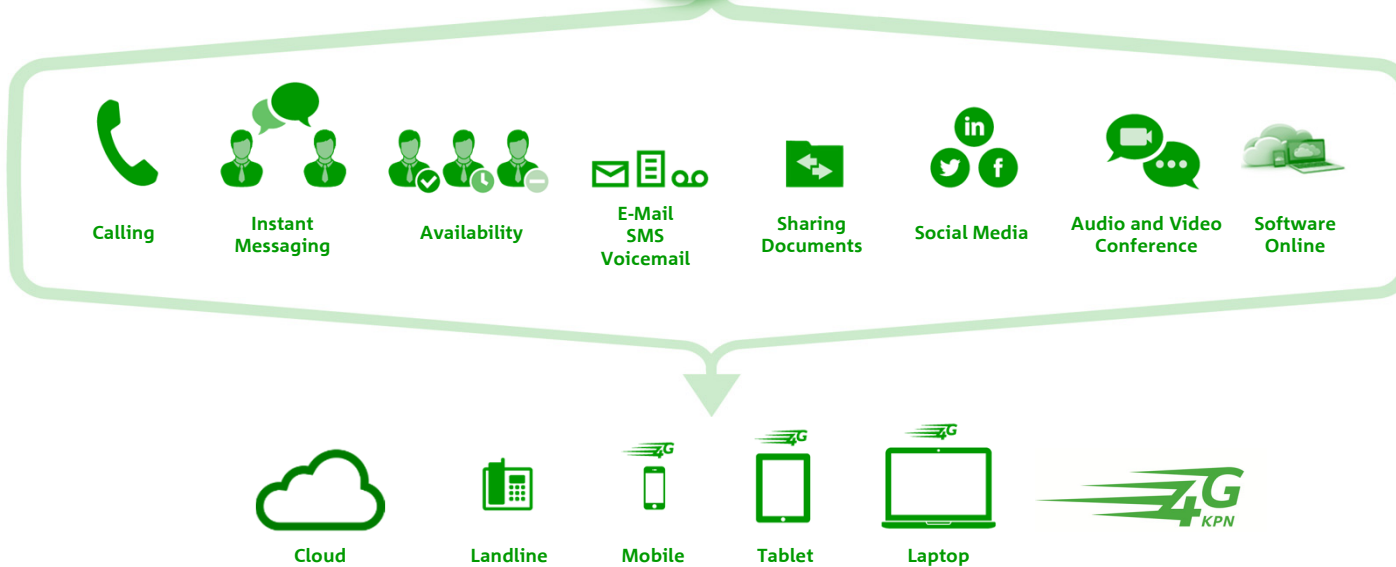 in
f
Calling
Instant
Messaging
Availability
E-Mail
SMS
Voicemail
Sharing
Documents
Social Media
Audio and Video
Conference
Software
Online
4G
4G
4G
4G
KPN
Cloud
Landline
Mobile
Tablet
Laptop